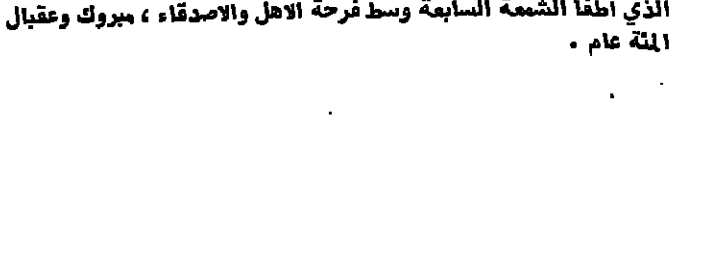 الذي اطفأ الشمعة السابعة وسط فرحة الاهل والاصدقاء ، مبروك وعقبال
المئة عام .